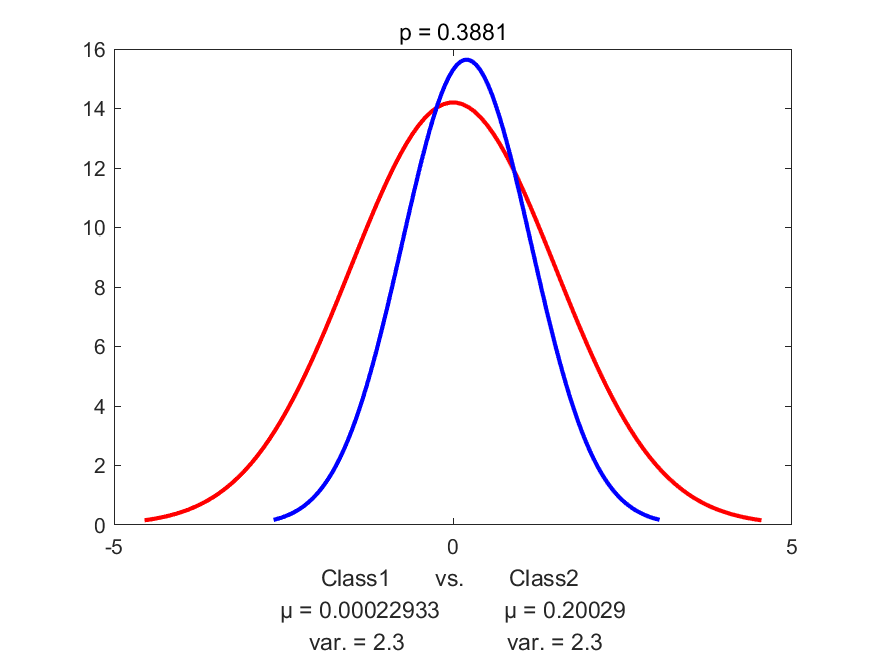 p = 0.3881
16
14
12
10
8
6
4
2
0
-5 0 5
Class1 vs. Class2
μ = 0.00022933 μ = 0.20029
var. = 2.3 var. = 2.3